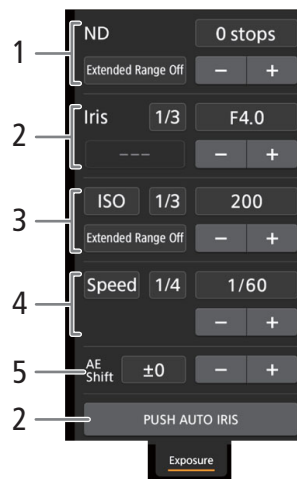 1 ND 0 stops
Extended Range Off − +
2 Iris 1/3 F4.0
--- − +
3 ISO 1/3 200
Extended Range Off − +
4 Speed 1/4 1/60
− +
5 AE Shift ±0 − +
2 PUSH AUTO IRIS
Exposure